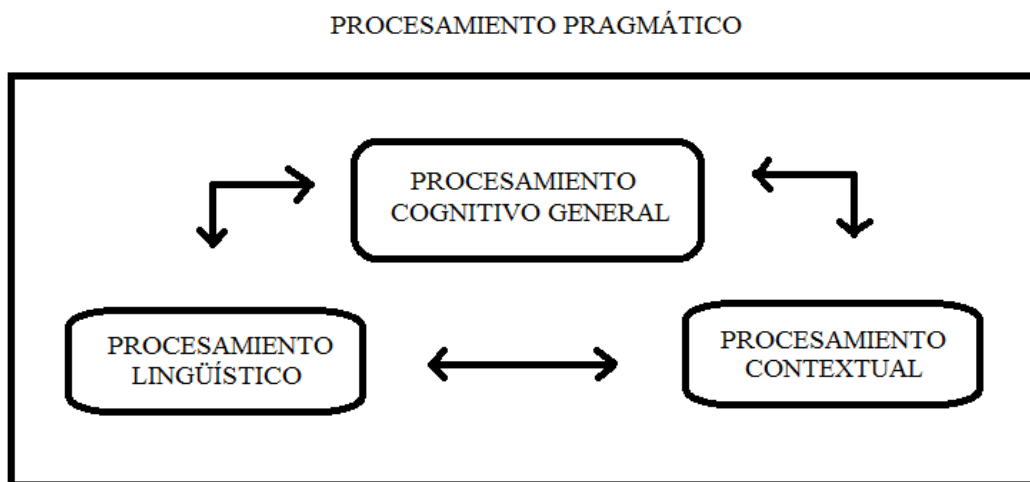 PROCESAMIENTO PRAGMÁTICO
PROCESAMIENTO
COGNITIVO GENERAL
PROCESAMIENTO
LINGÜÍSTICO
PROCESAMIENTO
CONTEXTUAL